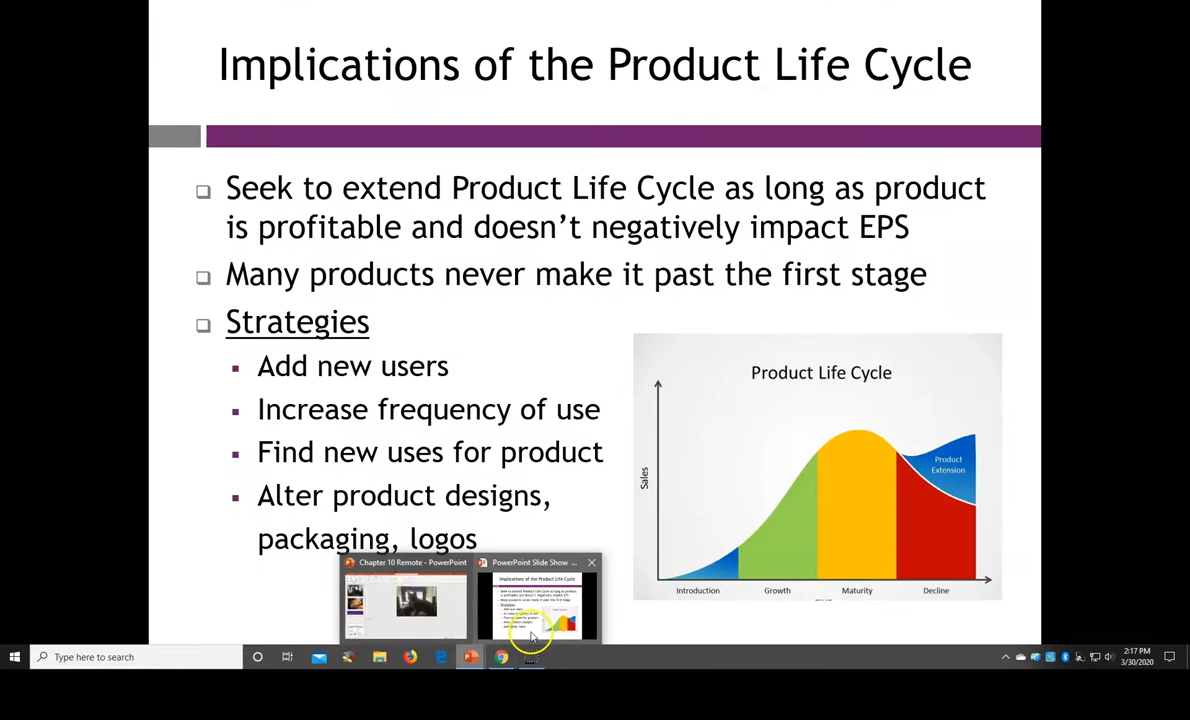 Implications of the Product Life Cycle
Seek to extend Product Life Cycle as long as product
is profitable and doesn't negatively impact EPS
Many products never make it past the first stage
Strategies
Add new users
Increase frequency of use
Find new uses for product
Alter product designs,
packaging, logos
Product Life Cycle
Sales
Product
Extension
Introduction
Growth
Maturity
Decline
Chapter 10 Remote - PowerPoint
PowerPoint Slide Show ...
Implications of the Product Life Cycle
Type here to search
2:17 PM
3/30/2020